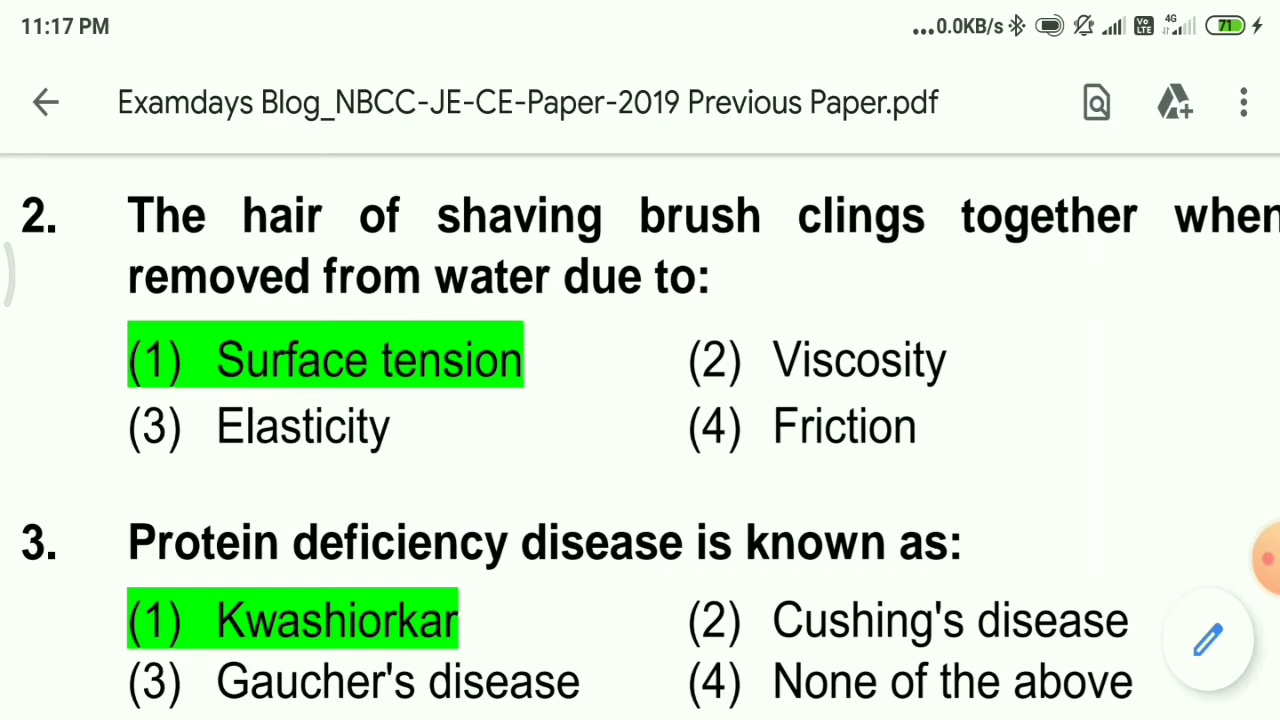 11:17 PM ...0.0KB/s Vo LTE 4G 71
Examdays Blog_NBCC-JE-CE-Paper-2019 Previous Paper.pdf
2. The hair of shaving brush clings together when
removed from water due to:
(1) Surface tension (2) Viscosity
(3) Elasticity (4) Friction
3. Protein deficiency disease is known as:
(1) Kwashiorkar (2) Cushing's disease
(3) Gaucher's disease (4) None of the above